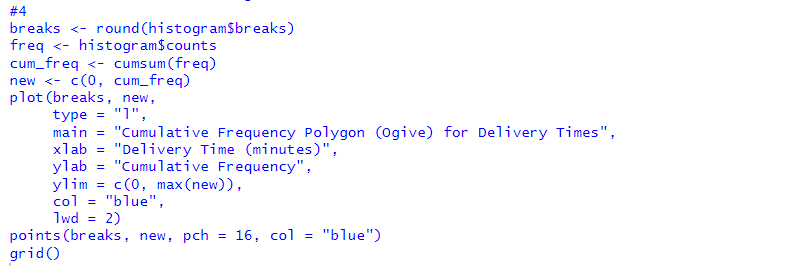 #4
breaks <- round(histogram$breaks)
freq <- histogram$counts
cum_freq <- cumsum(freq)
new <- c(0, cum_freq)
plot(breaks, new,
     type = "l",
     main = "Cumulative Frequency Polygon (Ogive) for Delivery Times",
     xlab = "Delivery Time (minutes)",
     ylab = "Cumulative Frequency",
     ylim = c(0, max(new)),
     col = "blue",
     lwd = 2)
points(breaks, new, pch = 16, col = "blue")
grid()